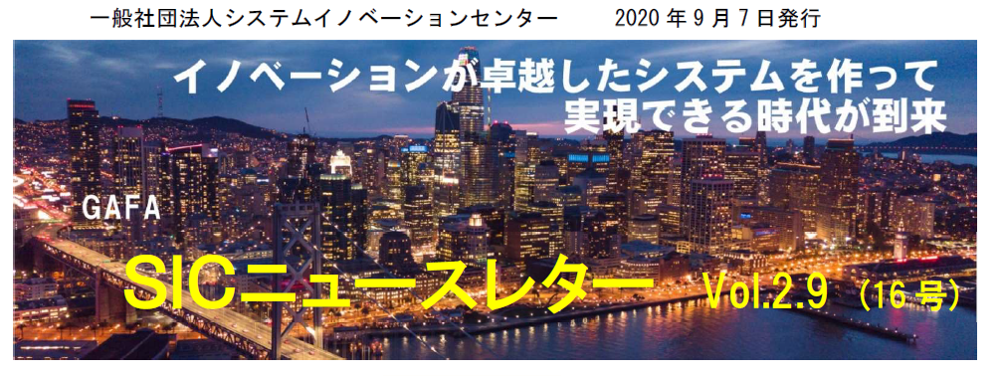 一般社団法人システムイノベーションセンター 2020年9月7日発行
イノベーションが卓越したシステムを作って
実現できる時代が到来
GAFA
SICニュースレター Vol.2.9 (16号)